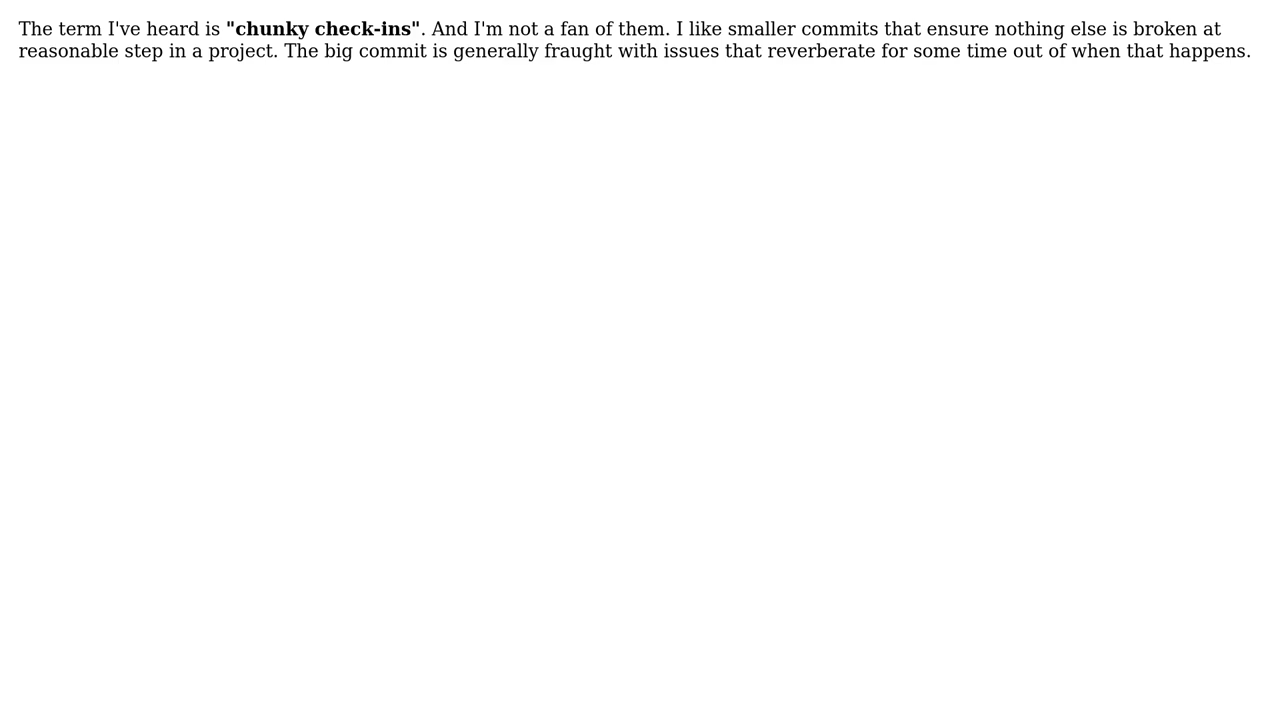 The term I've heard is "chunky check-ins". And I'm not a fan of them. I like smaller commits that ensure nothing else is broken at
reasonable step in a project. The big commit is generally fraught with issues that reverberate for some time out of when that happens.